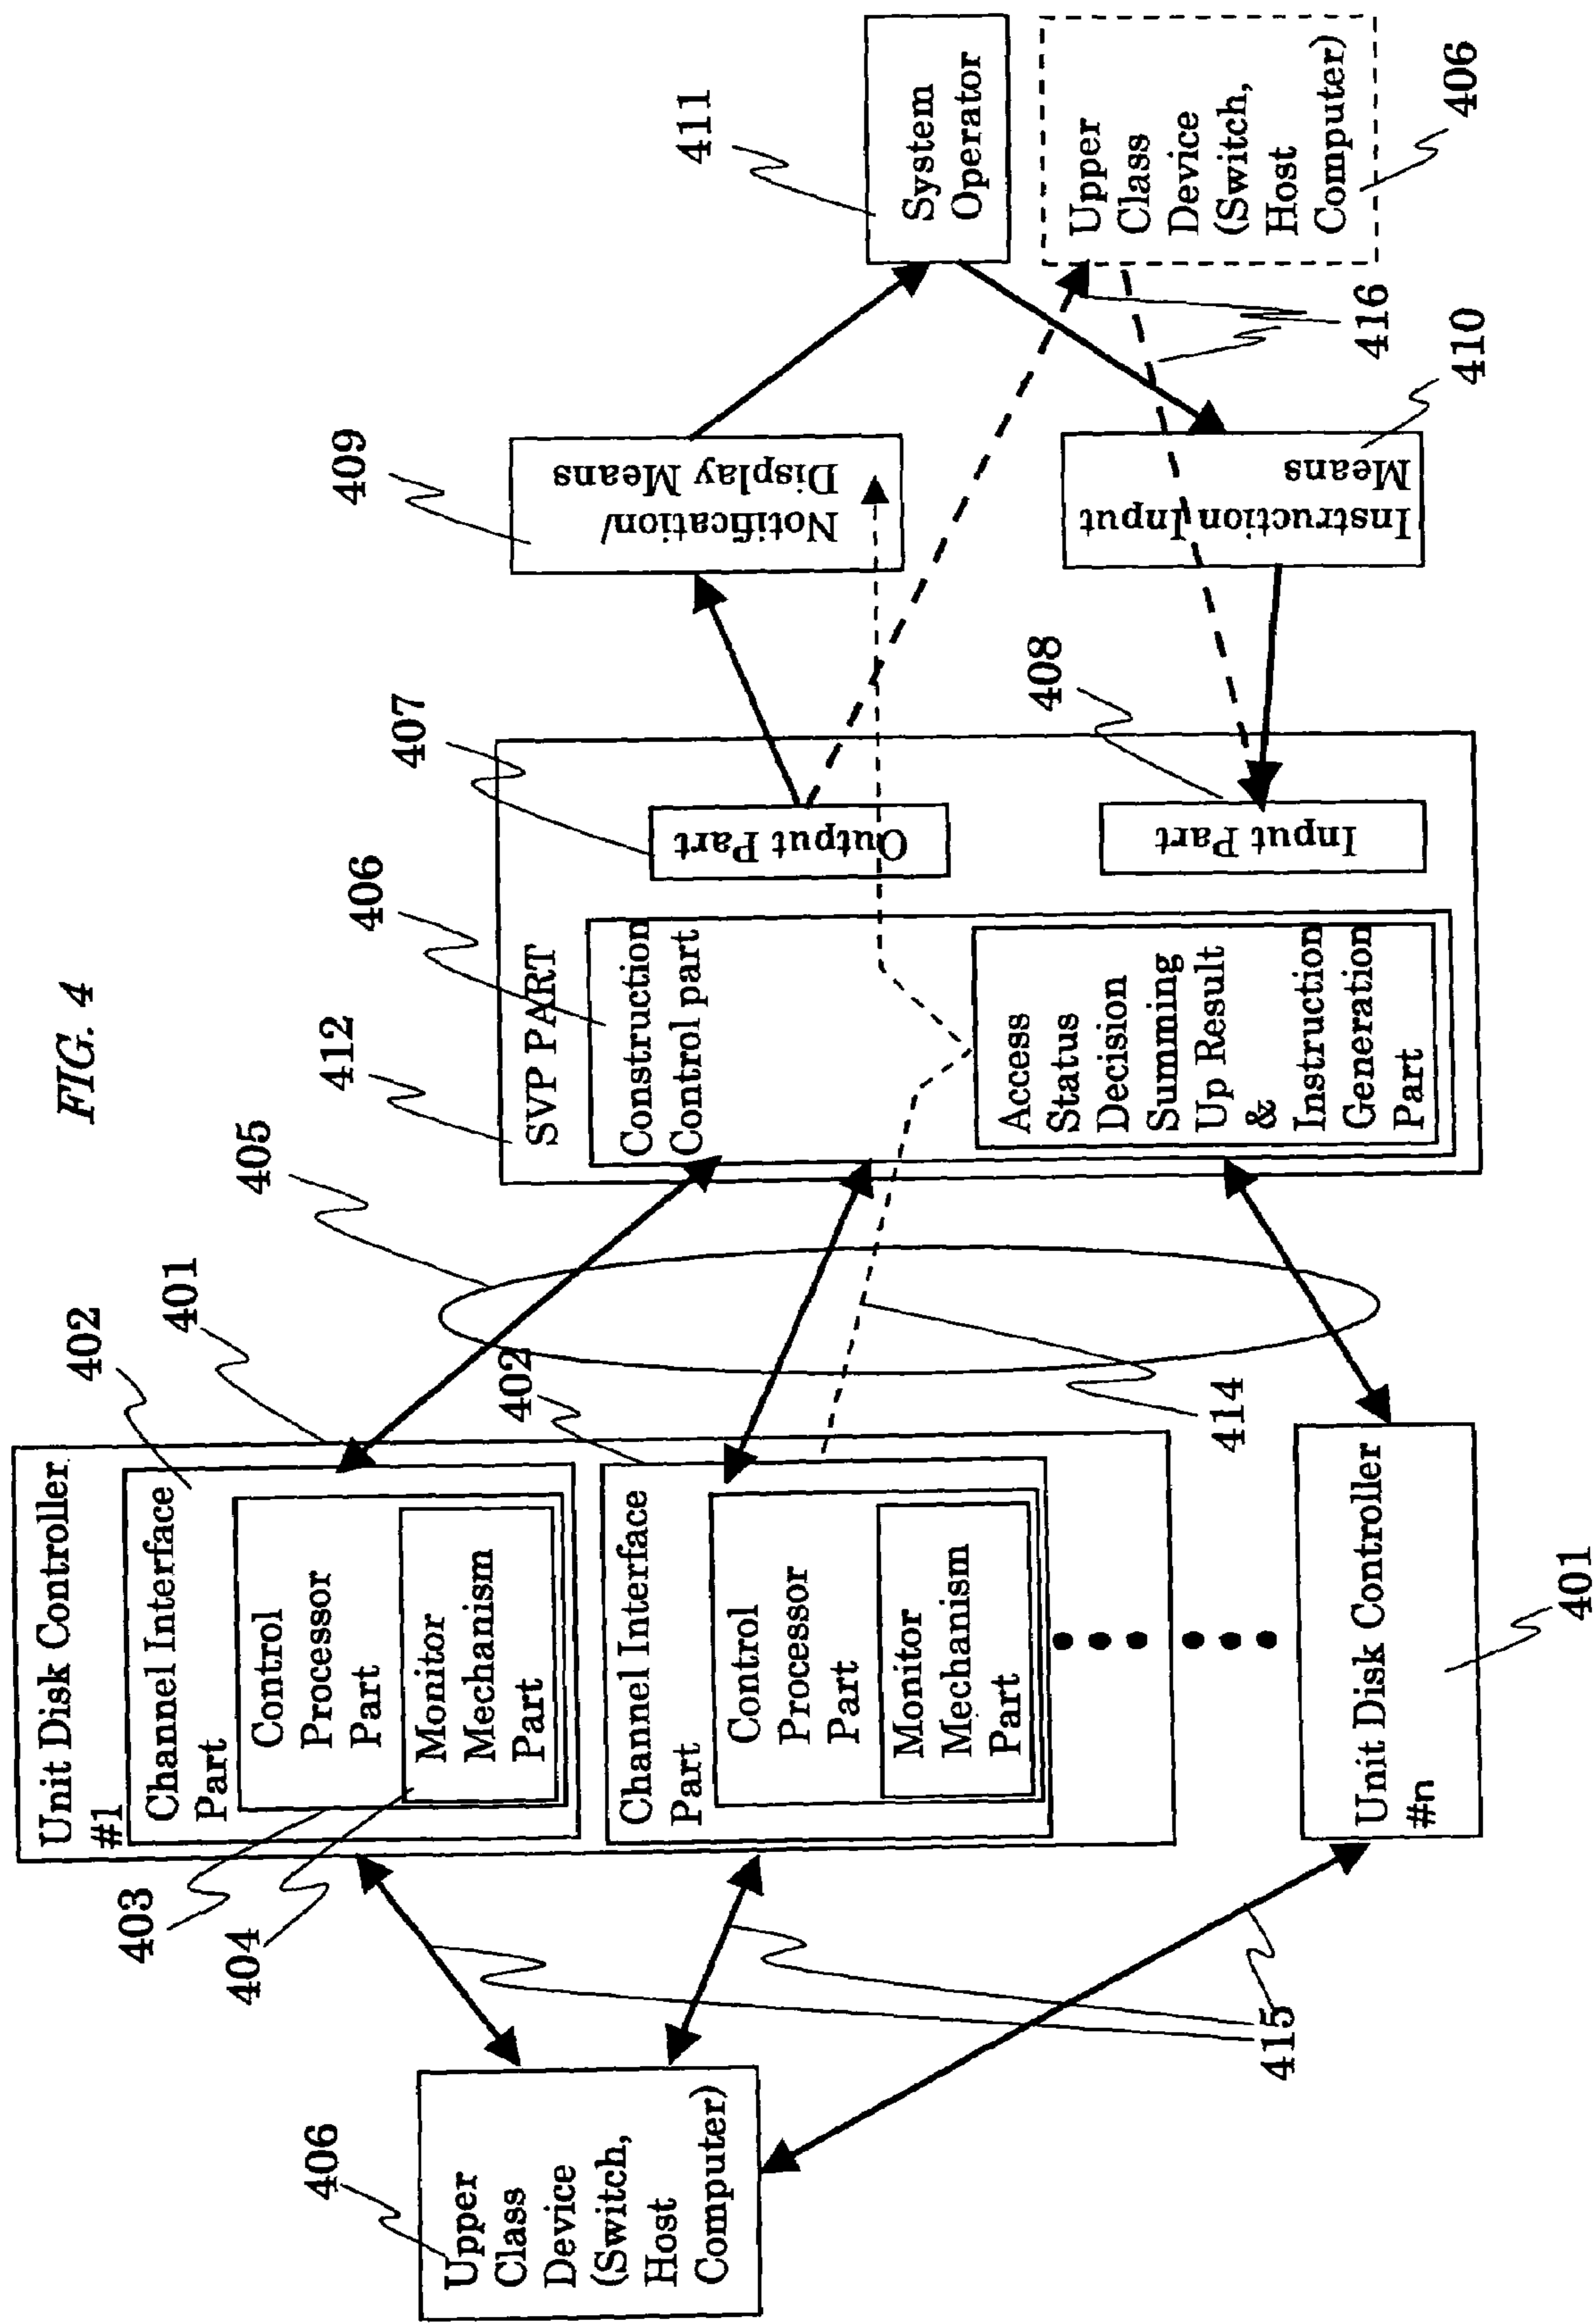 FIG. 4
406
Upper
Class
Device
(Switch,
Host
Computer)
415
403
404
402
401
Unit Disk Controller
#1
Channel Interface
Part
Control
Processor
Part
Monitor
Mechanism
Part
402
Channel Interface
Part
Control
Processor
Part
Monitor
Mechanism
Part
Unit Disk Controller
#n
401
405
414
412
406
SVP PART
Construction
Control part
Access
Status
Decision
Summing
Up Result
&
Instruction
Generation
Part
407
Output Part
408
Input Part
409
Notification/
Display Means
410
Instruction Input
Means
411
System
Operator
Upper
Class
Device
(Switch,
Host
Computer)
406
416